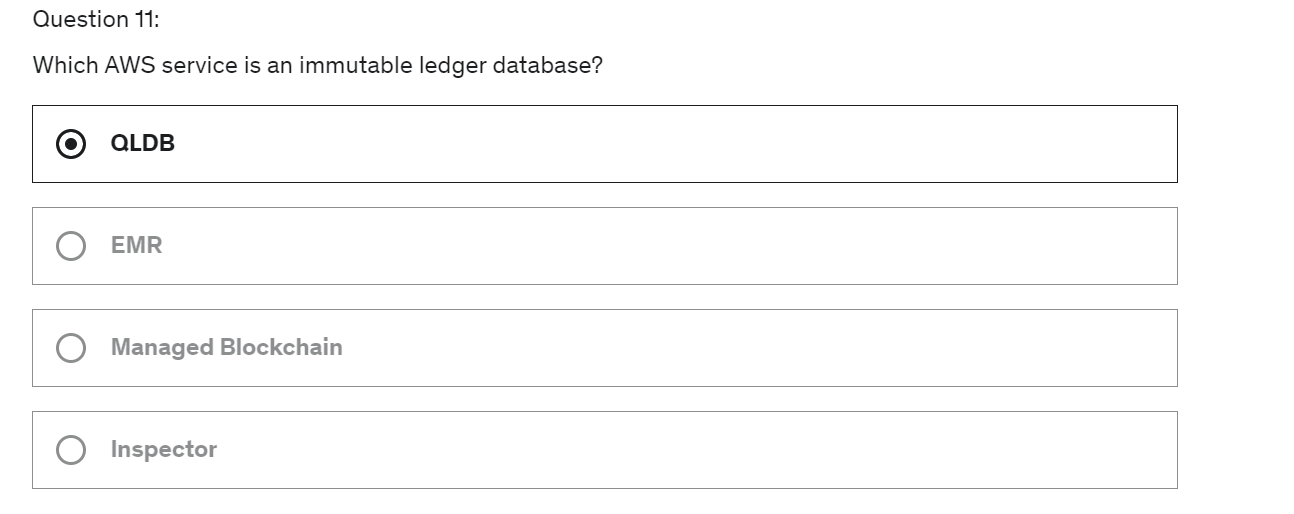 Question 11:
Which AWS service is an immutable ledger database?
QLDB
EMR
Managed Blockchain
Inspector